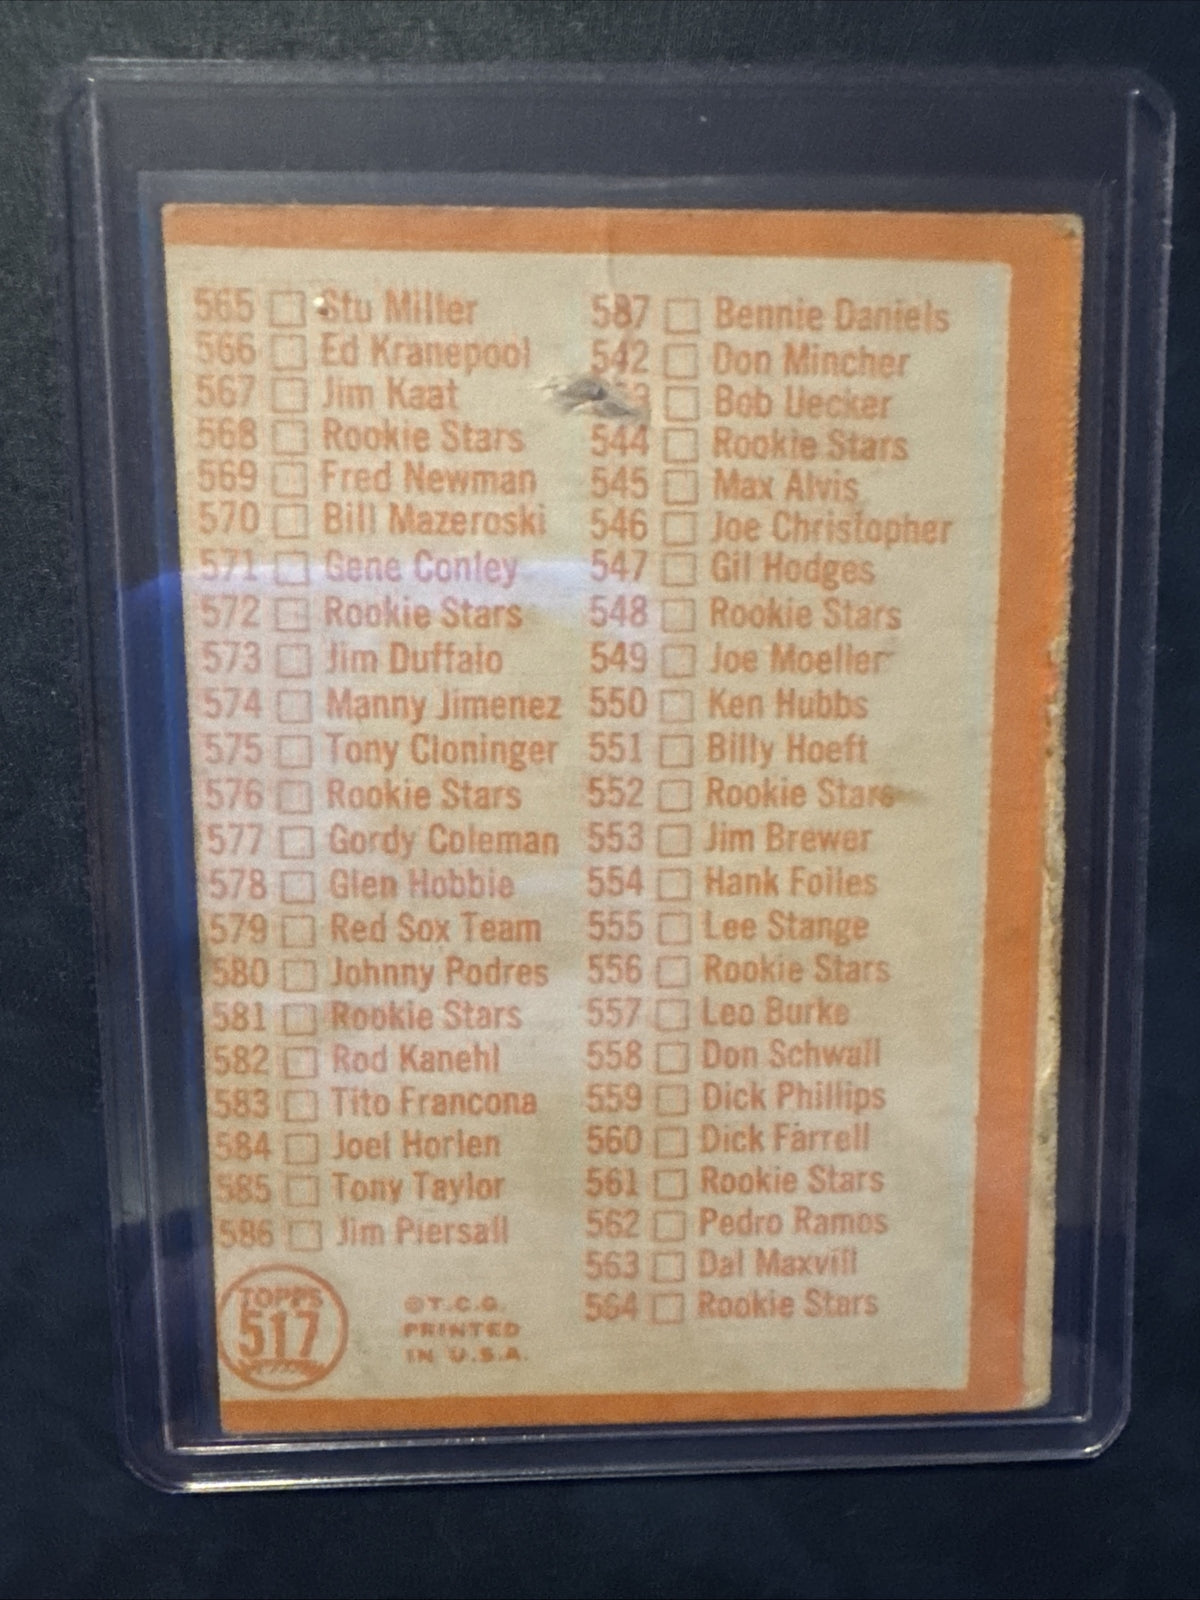 565 Stu Miller
566 Ed Kranepool
567 Jim Kaat
568 Rookie Stars
569 Fred Newman
570 Bill Mazeroski
571 Gene Conley
572 Rookie Stars
573 Jim Duffalo
574 Manny Jimenez
575 Tony Cloninger
576 Rookie Stars
577 Gordy Coleman
578 Glen Hobbie
579 Red Sox Team
580 Johnny Podres
581 Rookie Stars
582 Rod Kanehl
583 Tito Francona
584 Joel Horlen
585 Tony Taylor
586 Jim Piersall
TOPPS
517
©T.C.G.
PRINTED
IN U.S.A.
587 Bennie Daniels
542 Don Mincher
3 Bob Uecker
544 Rookie Stars
545 Max Alvis
546 Joe Christopher
547 Gil Hodges
548 Rookie Stars
549 Joe Moeller
550 Ken Hubbs
551 Billy Hoeft
552 Rookie Stars
553 Jim Brewer
554 Hank Foiles
555 Lee Stange
556 Rookie Stars
557 Leo Burke
558 Don Schwall
559 Dick Phillips
560 Dick Farrell
561 Rookie Stars
562 Pedro Ramos
563 Dal Maxvill
564 Rookie Stars